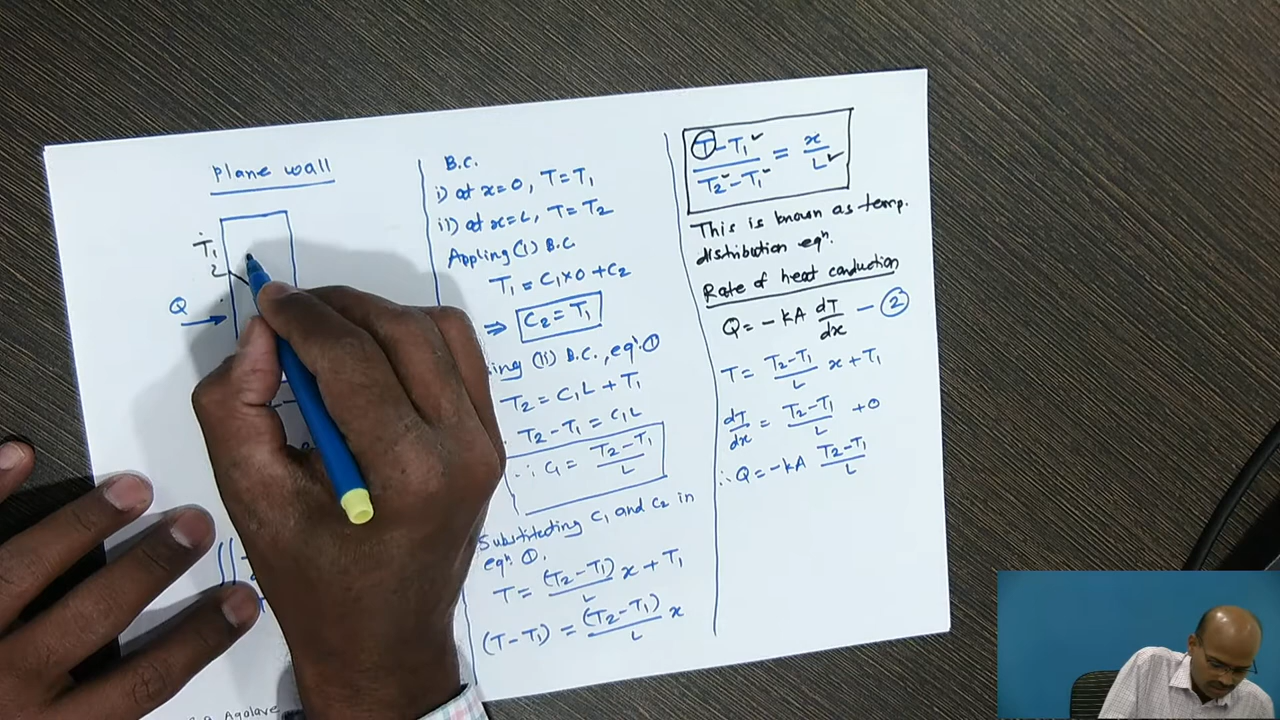 Plane wall
T1
Q
B.C.
i) at x=0, T=T1
ii) at x=L, T=T2
Appling (i) B.C.
T1 = C1×0 + C2
⇒ C2 = T1
ing (ii) B.C., eqn ①
T2 = C1L + T1
T2-T1 = C1L
∴ C1 = (T2-T1)/L
Substituting C1 and C2 in
eqn ①.
T = (T2-T1)/L x + T1
(T-T1) = (T2-T1)/L x
(T-T1)/(T2-T1) = x/L
This is known as temp.
distribution eqn.
Rate of heat conduction
Q = -kA dT/dx - ②
T = (T2-T1)/L x + T1
dT/dx = (T2-T1)/L + 0
∴ Q = -kA (T2-T1)/L
Agolave